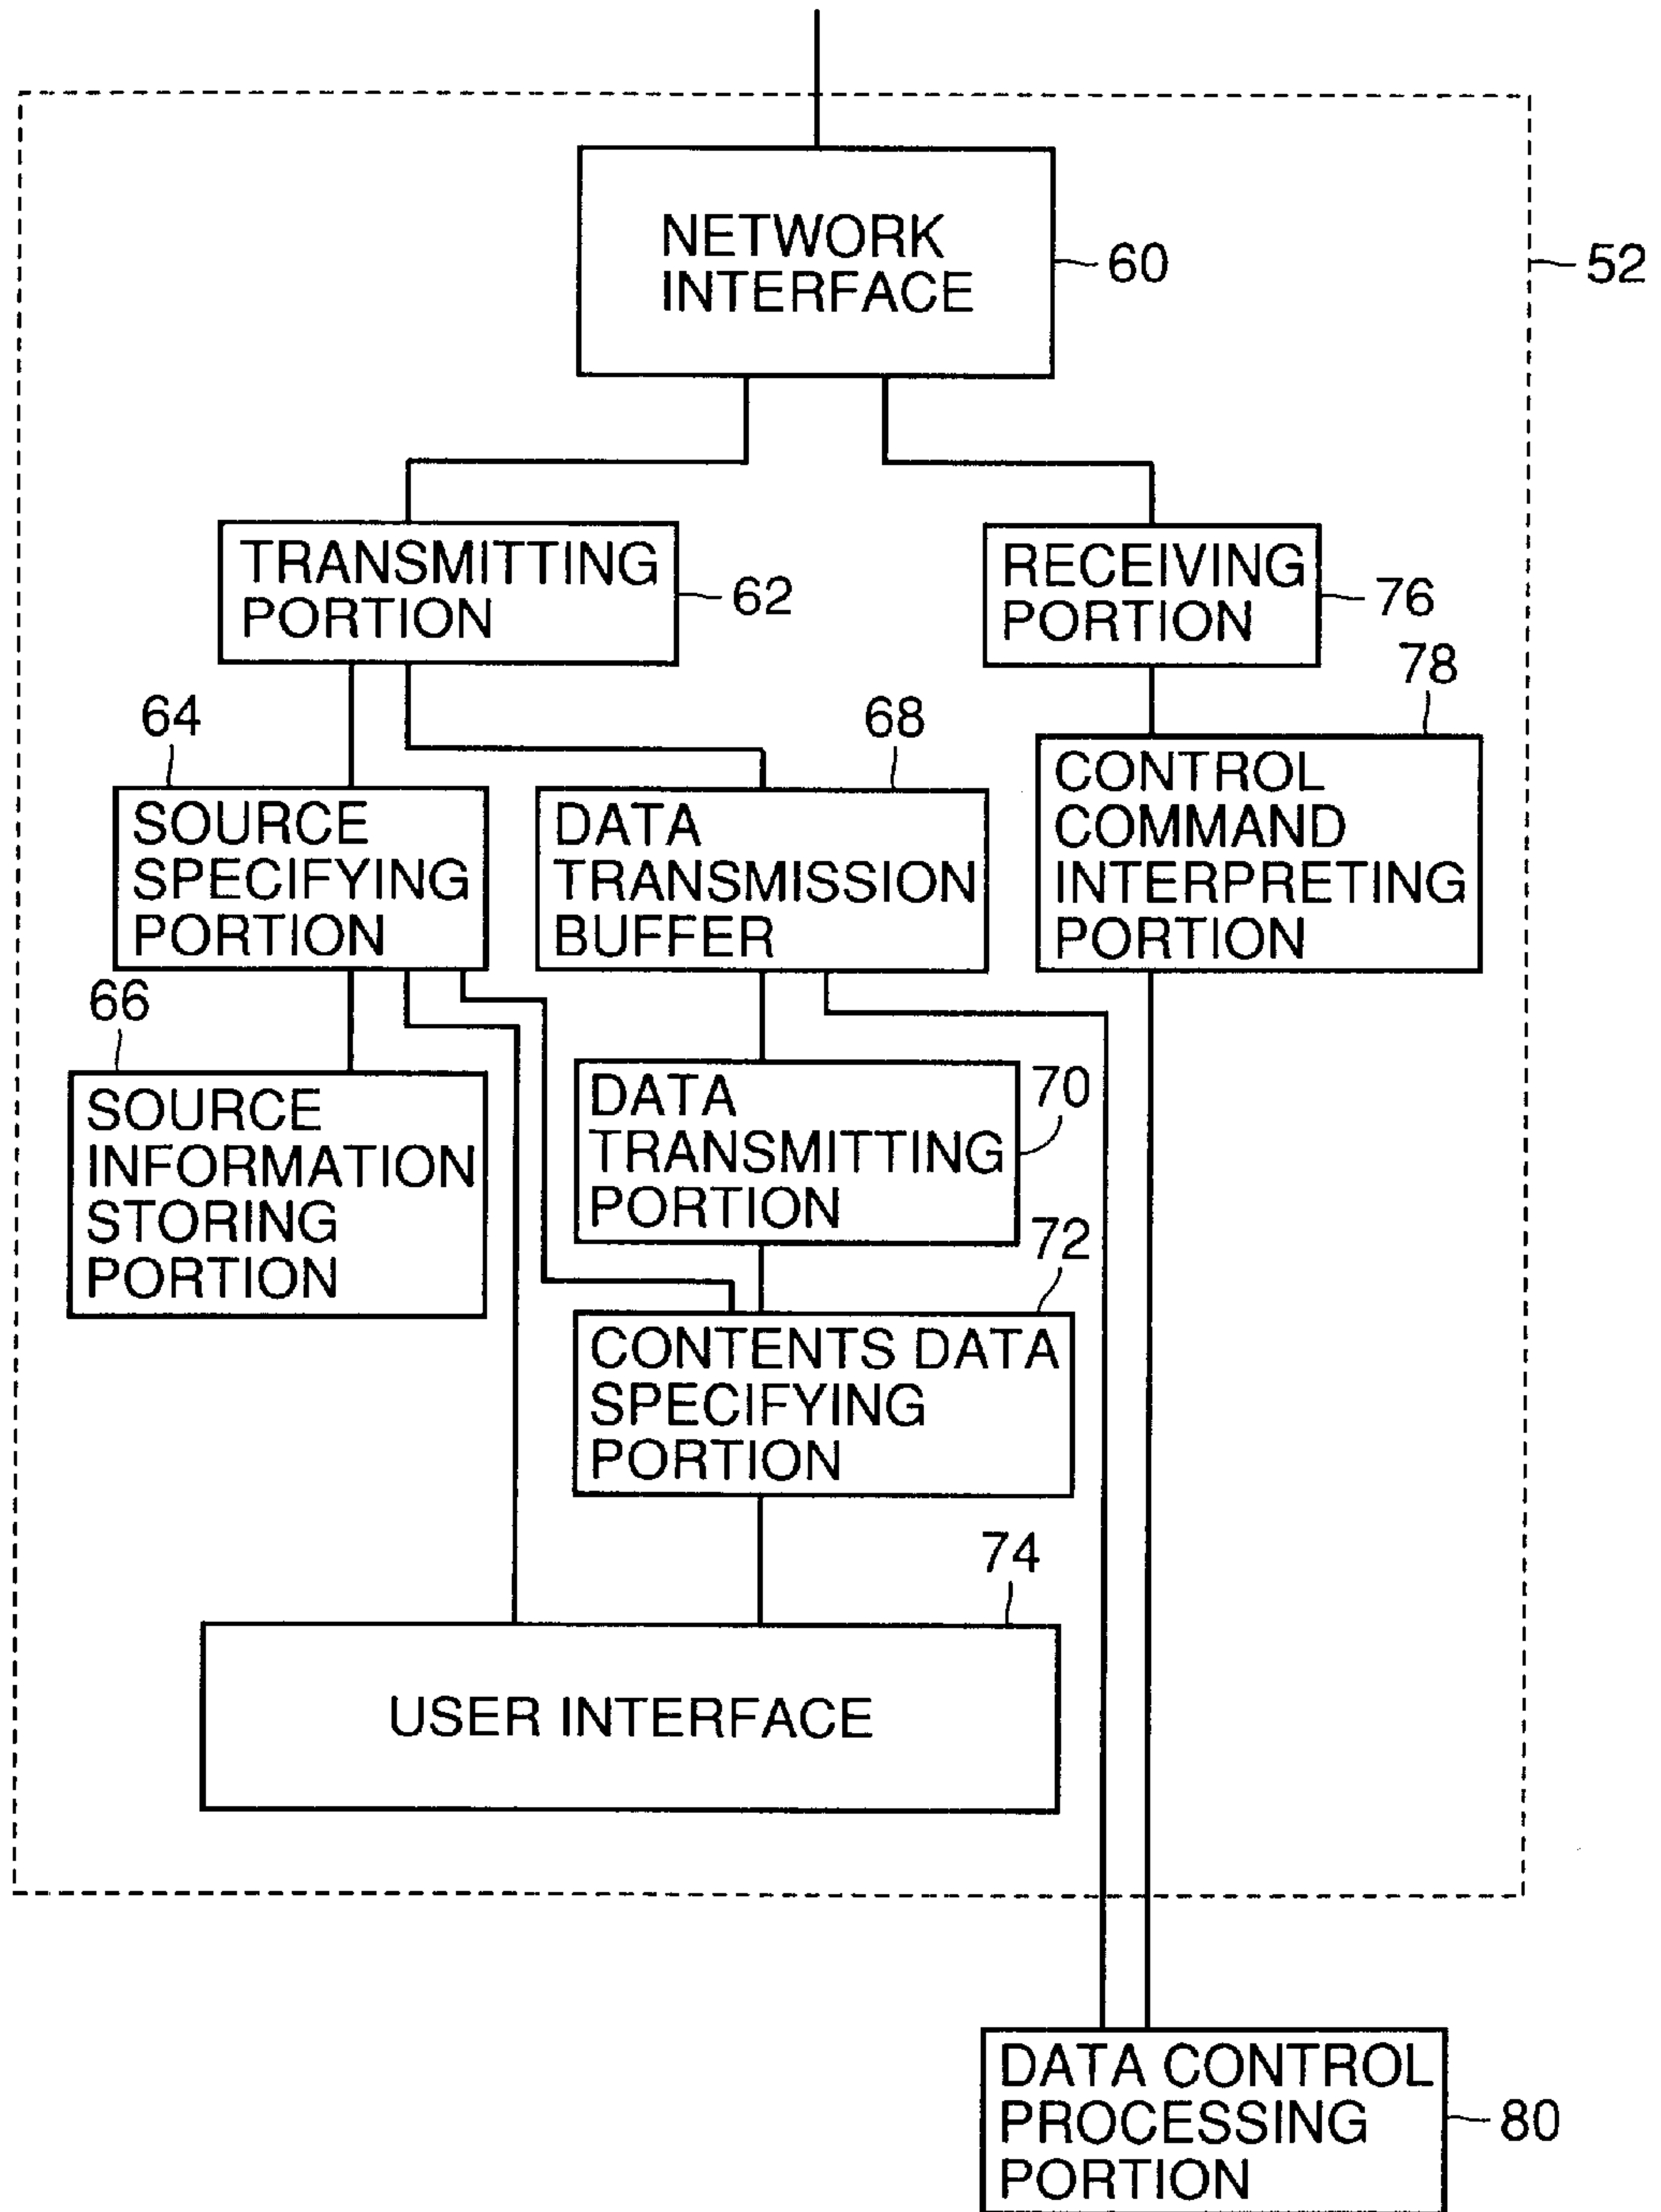 NETWORK
INTERFACE
60
52
TRANSMITTING
PORTION
62
RECEIVING
PORTION
76
78
64
68
SOURCE
SPECIFYING
PORTION
DATA
TRANSMISSION
BUFFER
CONTROL
COMMAND
INTERPRETING
PORTION
66
SOURCE
INFORMATION
STORING
PORTION
70
DATA
TRANSMITTING
PORTION
72
CONTENTS DATA
SPECIFYING
PORTION
74
USER INTERFACE
DATA CONTROL
PROCESSING
PORTION
80